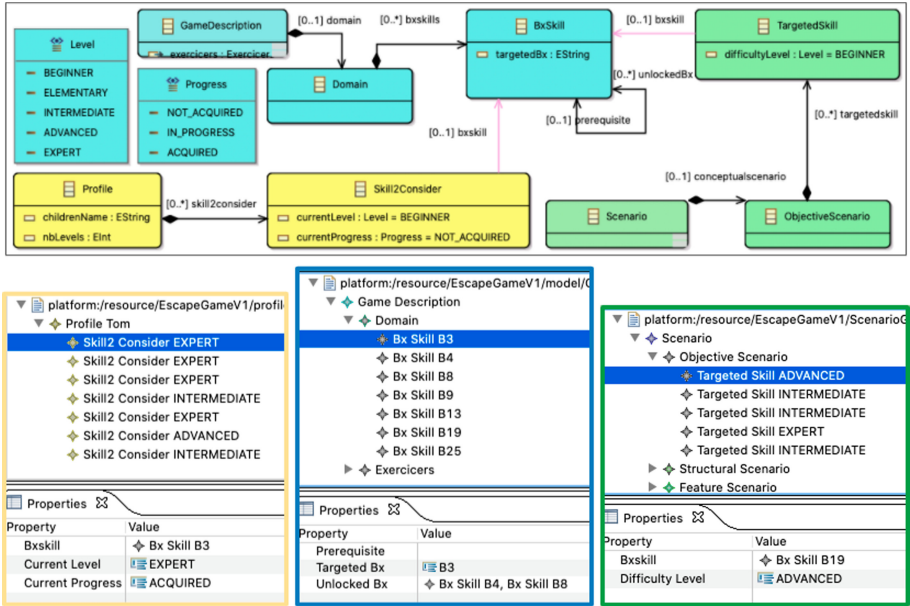 GameDescription
exercicers : Exercicer
[0..1] domain
[0..*] bxskills
BxSkill
targetedBx : EString
[0..1] bxskill
TargetedSkill
difficultyLevel : Level = BEGINNER
Level
BEGINNER
ELEMENTARY
INTERMEDIATE
ADVANCED
EXPERT
Progress
NOT_ACQUIRED
IN_PROGRESS
ACQUIRED
Domain
[0..*] unlockedBx
[0..1] prerequisite
[0..1] bxskill
[0..*] targetedskill
Profile
childrenName : EString
nbLevels : EInt
[0..*] skill2consider
Skill2Consider
currentLevel : Level = BEGINNER
currentProgress : Progress = NOT_ACQUIRED
[0..1] conceptualscenario
Scenario
ObjectiveScenario
platform:/resource/EscapeGameV1/profil
Profile Tom
Skill2 Consider EXPERT
Skill2 Consider EXPERT
Skill2 Consider EXPERT
Skill2 Consider INTERMEDIATE
Skill2 Consider EXPERT
Skill2 Consider ADVANCED
Skill2 Consider INTERMEDIATE
Properties
Property Value
Bxskill Bx Skill B3
Current Level EXPERT
Current Progress ACQUIRED
platform:/resource/EscapeGameV1/model/
Game Description
Domain
Bx Skill B3
Bx Skill B4
Bx Skill B8
Bx Skill B9
Bx Skill B13
Bx Skill B19
Bx Skill B25
Exercicers
Properties
Property Value
Prerequisite
Targeted Bx B3
Unlocked Bx Bx Skill B4, Bx Skill B8
platform:/resource/EscapeGameV1/Scenario
Scenario
Objective Scenario
Targeted Skill ADVANCED
Targeted Skill INTERMEDIATE
Targeted Skill INTERMEDIATE
Targeted Skill EXPERT
Targeted Skill INTERMEDIATE
Structural Scenario
Feature Scenario
Properties
Property Value
Bxskill Bx Skill B19
Difficulty Level ADVANCED